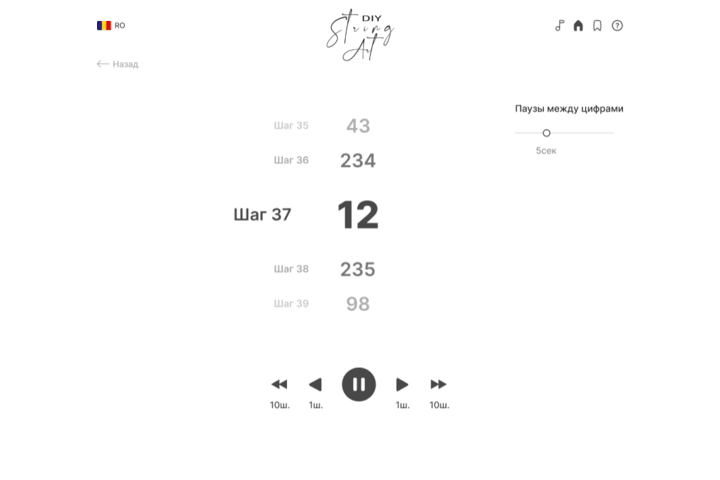 RO
DIY
String
Art
Назад
Паузы между цифрами
5сек
Шаг 35 43
Шаг 36 234
Шаг 37 12
Шаг 38 235
Шаг 39 98
10ш. 1ш. 1ш. 10ш.